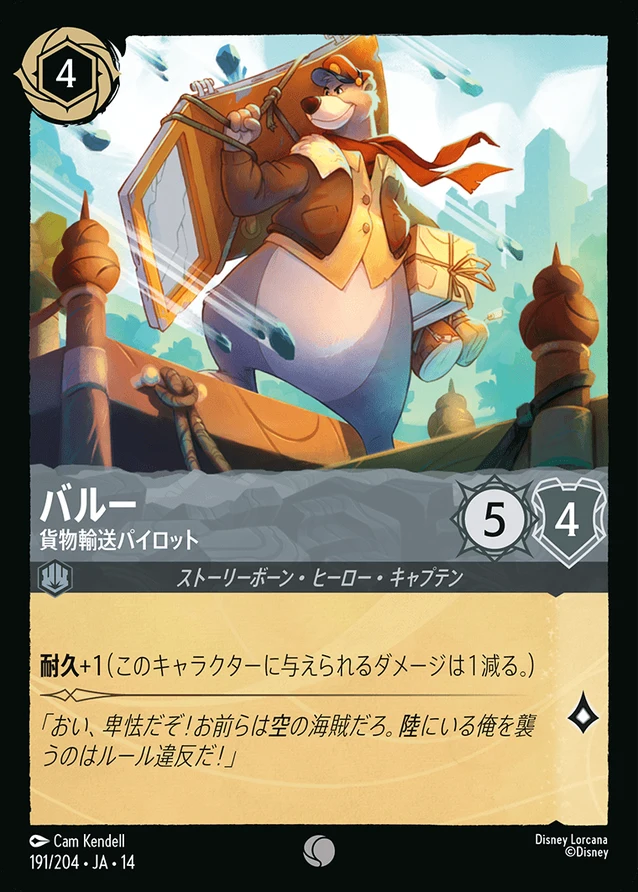 4
バルー
貨物輸送パイロット
5
4
ストーリーボーン・ヒーロー・キャプテン
耐久+1(このキャラクターに与えられるダメージは1減る。)
「おい、卑怯だぞ!お前らは空の海賊だろ。陸にいる俺を襲
うのはルール違反だ!」
Cam Kendell
191/204・JA・14
Disney Lorcana
©Disney